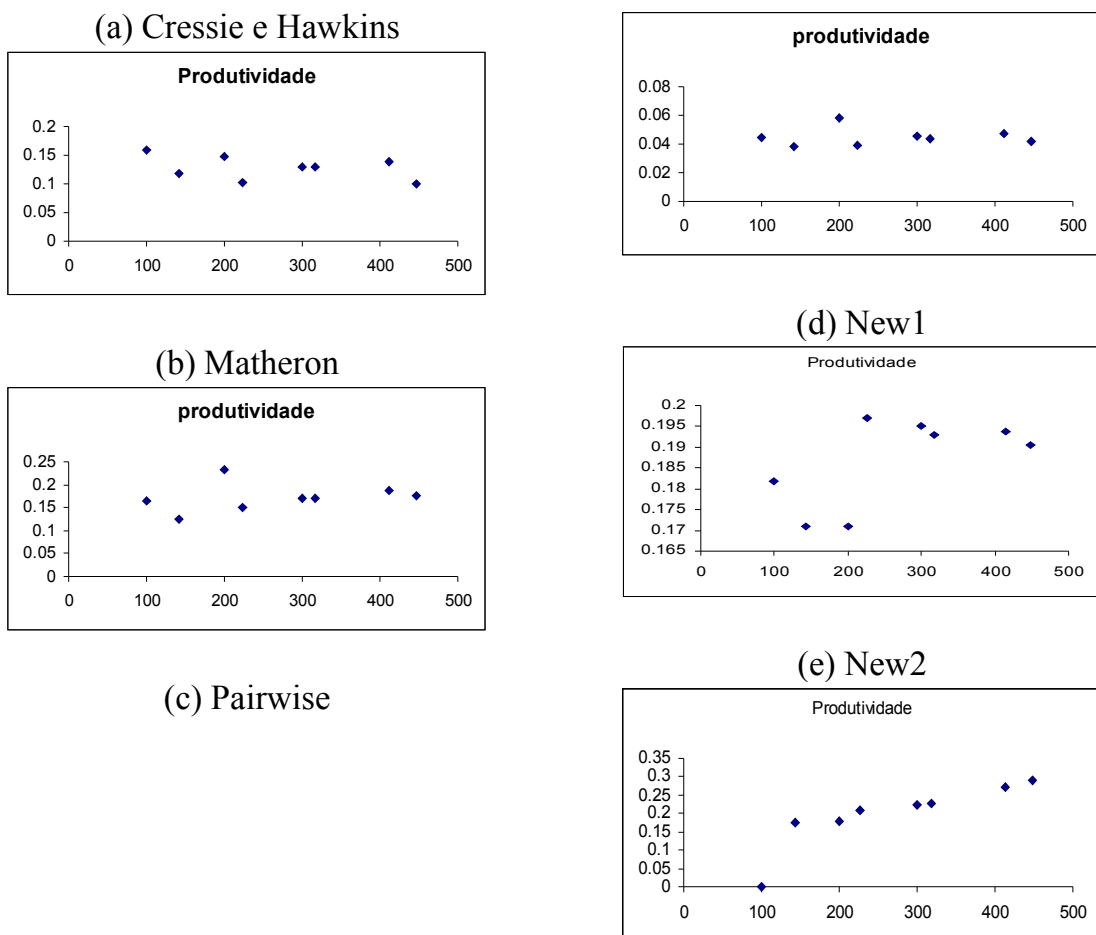 (a) Cressie e Hawkins
Produtividade
0.2
0.15
0.1
0.05
0
0 100 200 300 400 500
(b) Matheron
produtividade
0.25
0.2
0.15
0.1
0.05
0
0 100 200 300 400 500
(c) Pairwise
produtividade
0.08
0.06
0.04
0.02
0
0 100 200 300 400 500
(d) New1
Produtividade
0.2
0.195
0.19
0.185
0.18
0.175
0.17
0.165
0 100 200 300 400 500
(e) New2
Produtividade
0.35
0.3
0.25
0.2
0.15
0.1
0.05
0
0 100 200 300 400 500